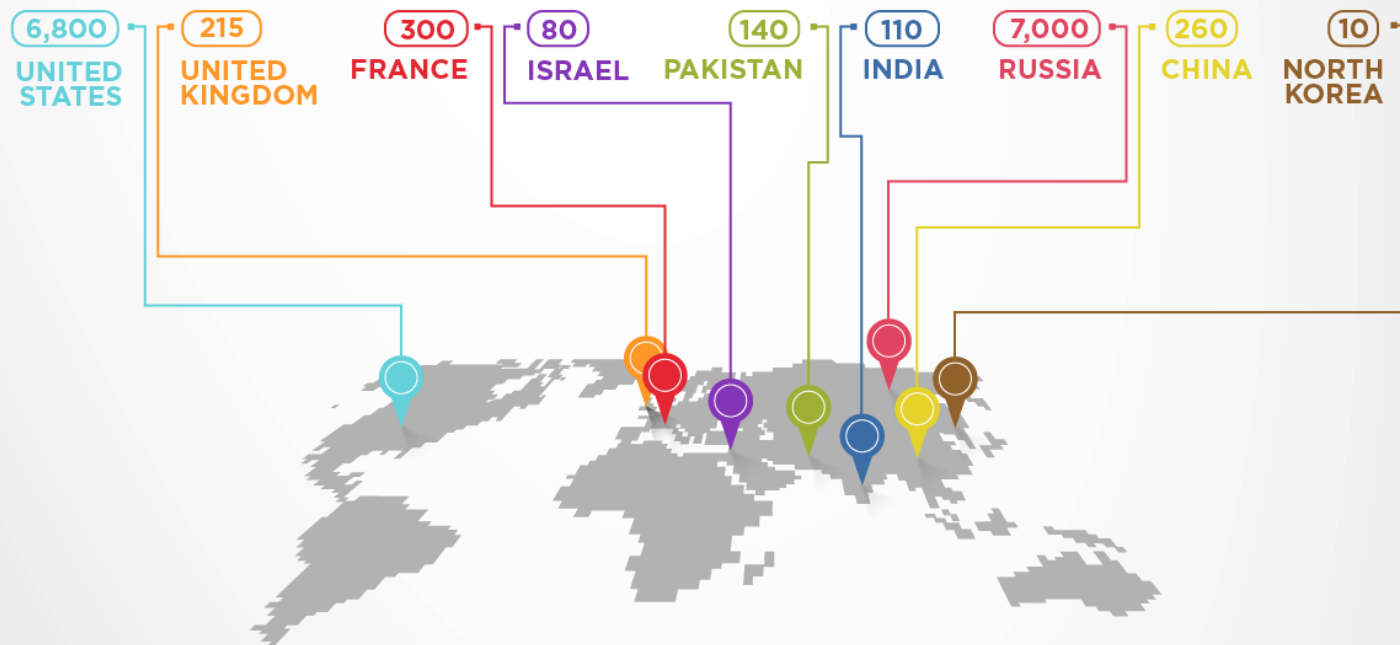 6,800
UNITED
STATES
215
UNITED
KINGDOM
300
FRANCE
80
ISRAEL
140
PAKISTAN
110
INDIA
7,000
RUSSIA
260
CHINA
10
NORTH
KOREA